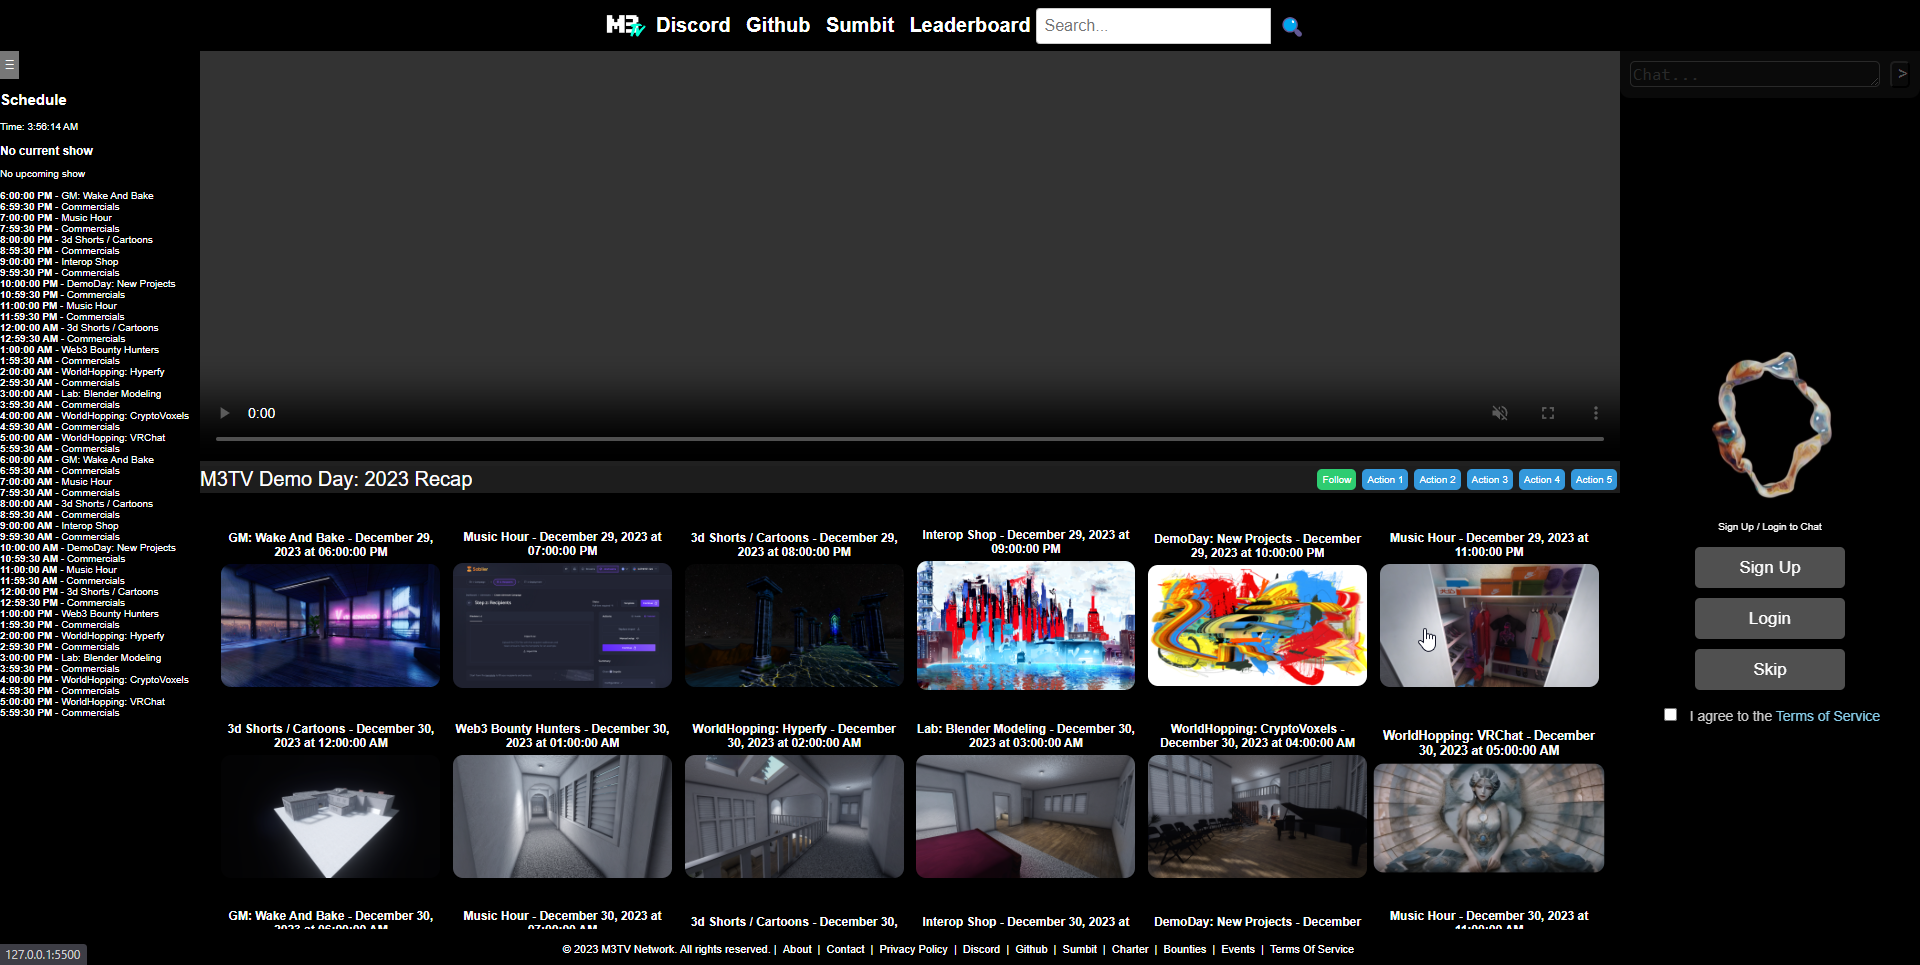 M3TV Discord Github Sumbit Leaderboard Search...
☰
Schedule
Time: 3:56:14 AM
No current show
No upcoming show
6:00:00 PM - GM: Wake And Bake
6:59:30 PM - Commercials
7:00:00 PM - Music Hour
7:59:30 PM - Commercials
8:00:00 PM - 3d Shorts / Cartoons
8:59:30 PM - Commercials
9:00:00 PM - Interop Shop
9:59:30 PM - Commercials
10:00:00 PM - DemoDay: New Projects
10:59:30 PM - Commercials
11:00:00 PM - Music Hour
11:59:30 PM - Commercials
12:00:00 AM - 3d Shorts / Cartoons
12:59:30 AM - Commercials
1:00:00 AM - Web3 Bounty Hunters
1:59:30 AM - Commercials
2:00:00 AM - WorldHopping: Hyperfy
2:59:30 AM - Commercials
3:00:00 AM - Lab: Blender Modeling
3:59:30 AM - Commercials
4:00:00 AM - WorldHopping: CryptoVoxels
4:59:30 AM - Commercials
5:00:00 AM - WorldHopping: VRChat
5:59:30 AM - Commercials
6:00:00 AM - GM: Wake And Bake
6:59:30 AM - Commercials
7:00:00 AM - Music Hour
7:59:30 AM - Commercials
8:00:00 AM - 3d Shorts / Cartoons
8:59:30 AM - Commercials
9:00:00 AM - Interop Shop
9:59:30 AM - Commercials
10:00:00 AM - DemoDay: New Projects
10:59:30 AM - Commercials
11:00:00 AM - Music Hour
11:59:30 AM - Commercials
12:00:00 PM - 3d Shorts / Cartoons
12:59:30 PM - Commercials
1:00:00 PM - Web3 Bounty Hunters
1:59:30 PM - Commercials
2:00:00 PM - WorldHopping: Hyperfy
2:59:30 PM - Commercials
3:00:00 PM - Lab: Blender Modeling
3:59:30 PM - Commercials
4:00:00 PM - WorldHopping: CryptoVoxels
4:59:30 PM - Commercials
5:00:00 PM - WorldHopping: VRChat
5:59:30 PM - Commercials
0:00
M3TV Demo Day: 2023 Recap
Follow Action 1 Action 2 Action 3 Action 4 Action 5
GM: Wake And Bake - December 29,
2023 at 06:00:00 PM
Music Hour - December 29, 2023 at
07:00:00 PM
3d Shorts / Cartoons - December 29,
2023 at 08:00:00 PM
Interop Shop - December 29, 2023 at
09:00:00 PM
DemoDay: New Projects - December
29, 2023 at 10:00:00 PM
Music Hour - December 29, 2023 at
11:00:00 PM
Sablier
Step 2: Recipients
3d Shorts / Cartoons - December 30,
2023 at 12:00:00 AM
Web3 Bounty Hunters - December 30,
2023 at 01:00:00 AM
WorldHopping: Hyperfy - December
30, 2023 at 02:00:00 AM
Lab: Blender Modeling - December 30,
2023 at 03:00:00 AM
WorldHopping: CryptoVoxels -
December 30, 2023 at 04:00:00 AM
WorldHopping: VRChat - December
30, 2023 at 05:00:00 AM
GM: Wake And Bake - December 30,
2023 at 06:00:00 AM
Music Hour - December 30, 2023 at
07:00:00 AM
3d Shorts / Cartoons - December 30,
Interop Shop - December 30, 2023 at
DemoDay: New Projects - December
Music Hour - December 30, 2023 at
11:00:00 AM
Chat... >
Sign Up / Login to Chat
Sign Up
Login
Skip
I agree to the Terms of Service
© 2023 M3TV Network. All rights reserved. | About | Contact | Privacy Policy | Discord | Github | Sumbit | Charter | Bounties | Events | Terms Of Service
127.0.0.1:5500